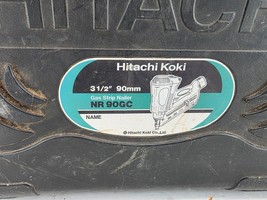 HITACHI
Hitachi Koki
3 1/2" 90mm
Gas Strip Nailer
NR 90GC
NAME
© Hitachi Koki Co.,Ltd.